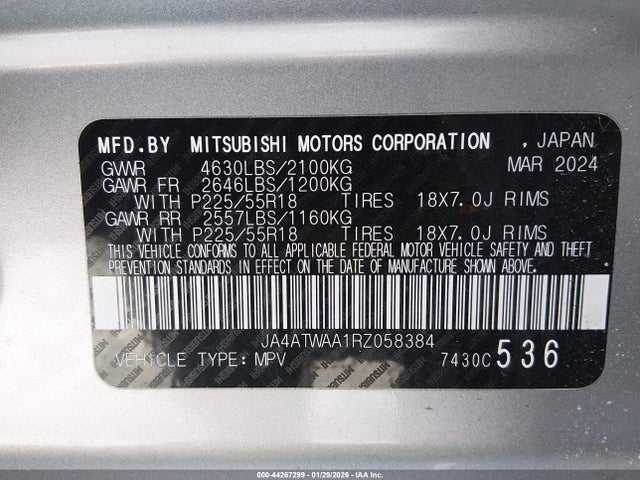 MFD.BY MITSUBISHI MOTORS CORPORATION , JAPAN
GVWR 4630LBS/2100KG MAR 2024
GAWR FR 2646LBS/1200KG
WITH P225/55R18 TIRES 18X7.0J RIMS
GAWR RR 2557LBS/1160KG
WITH P225/55R18 TIRES 18X7.0J RIMS
THIS VEHICLE CONFORMS TO ALL APPLICABLE FEDERAL MOTOR VEHICLE SAFETY AND THEFT
PREVENTION STANDARDS IN EFFECT ON THE DATE OF MANUFACTURE SHOWN ABOVE.
JA4ATWAA1RZ058384
VEHICLE TYPE: MPV 7430C 536
000-44267299 - 01/29/2026 - IAAI.COM